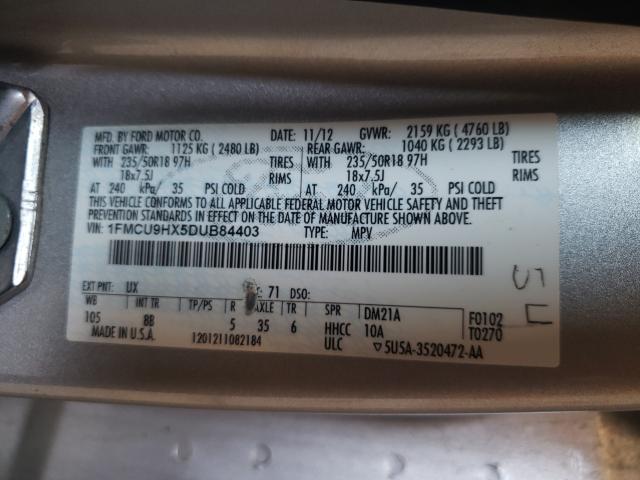 MFD. BY FORD MOTOR CO. DATE: 11/12 GVWR: 2159 KG ( 4760 LB)
FRONT GAWR: 1125 KG ( 2480 LB) REAR GAWR: 1040 KG ( 2293 LB)
WITH 235/50R18 97H TIRES WITH 235/50R18 97H TIRES
18x7.5J RIMS 18x7.5J RIMS
AT 240 kPa/ 35 PSI COLD AT 240 kPa/ 35 PSI COLD
THIS VEHICLE CONFORMS TO ALL APPLICABLE FEDERAL MOTOR VEHICLE SAFETY AND THEFT
PREVENTION STANDARDS IN EFFECT ON THE DATE OF MANUFACTURE SHOWN ABOVE.
VIN: 1FMCU9HX5DUB84403 TYPE: MPV
EXT PNT: UX : 71 DSO:
WB INT TR TP/PS R AXLE TR SPR DM21A F0102
105 8B 5 35 6 HHCC 10A T0270
MADE IN U.S.A. 1201211082184 ULC ▽5U5A-3520472-AA